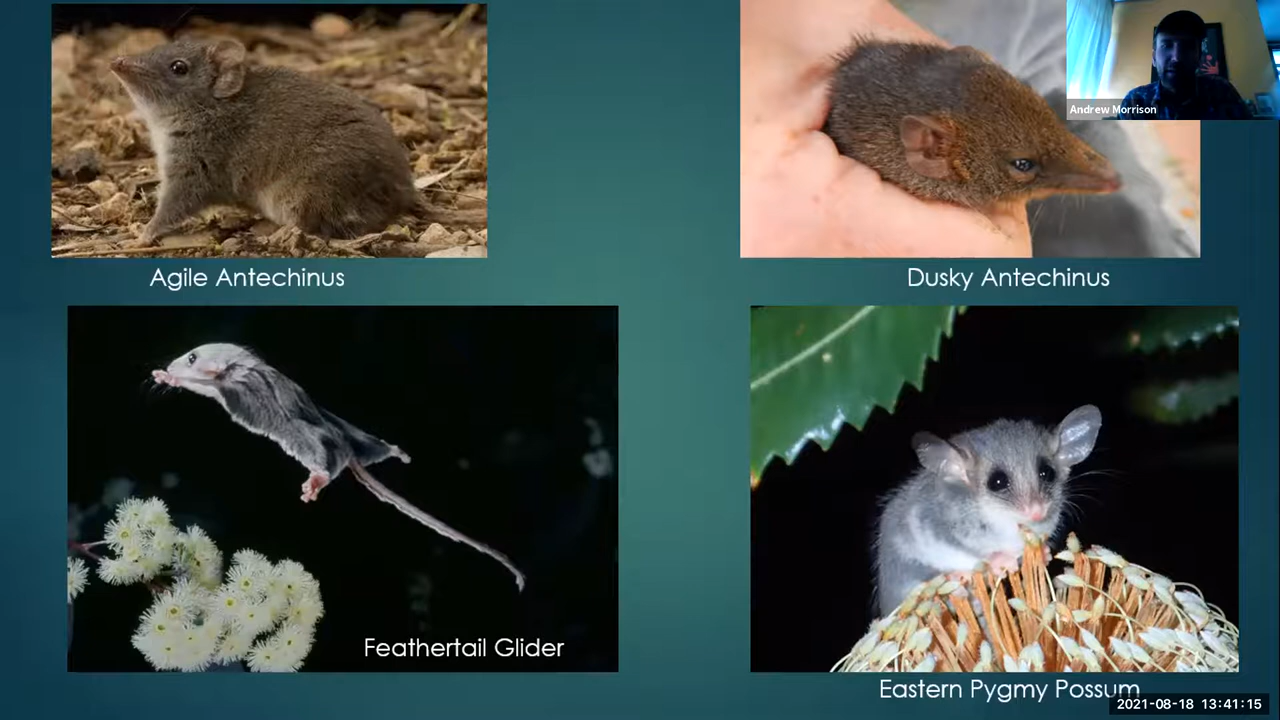 Andrew Morrison
Agile Antechinus
Dusky Antechinus
Feathertail Glider
Eastern Pygmy Possum
2021-08-18 13:41:15